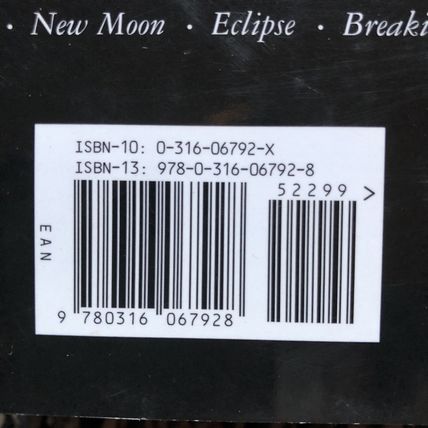 · New Moon · Eclipse · Breaki
ISBN-10: 0-316-06792-X
ISBN-13: 978-0-316-06792-8
52299 >
EAN
9 780316 067928